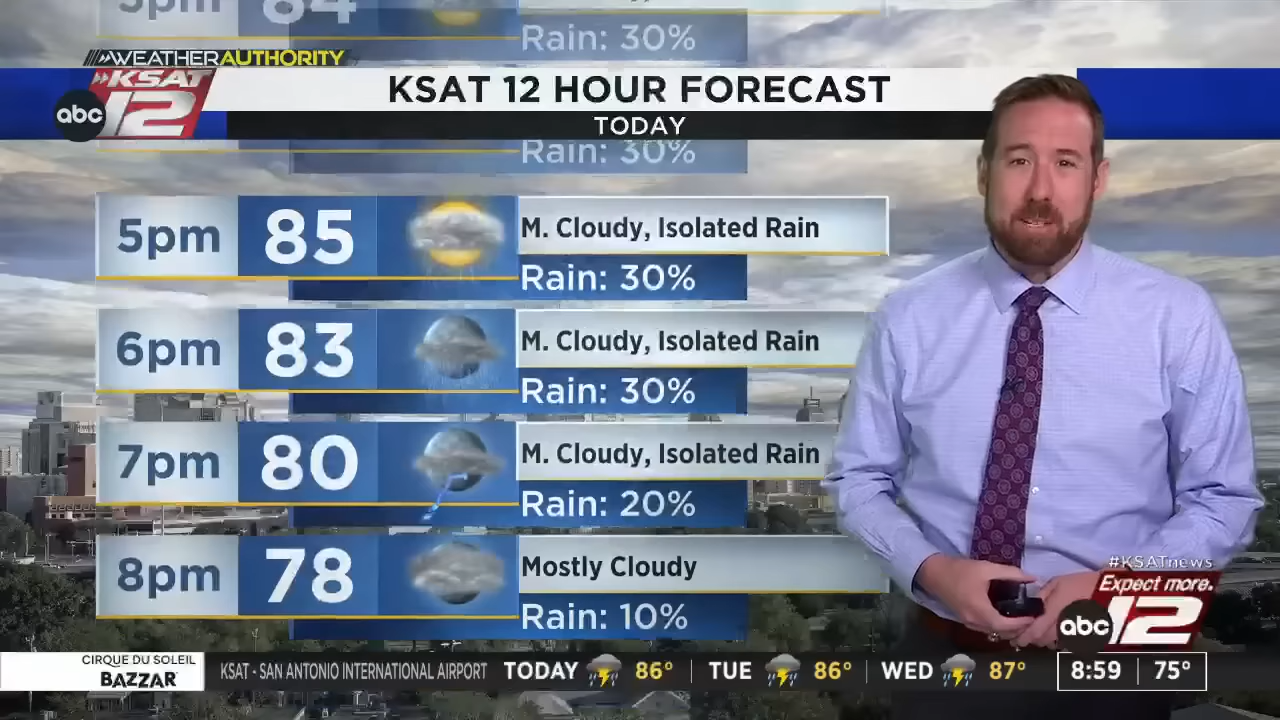 5pm 84
Rain: 30%
WEATHERAUTHORITY
KSAT
abc 12
KSAT 12 HOUR FORECAST
TODAY
Rain: 30%
5pm 85 M. Cloudy, Isolated Rain
Rain: 30%
6pm 83 M. Cloudy, Isolated Rain
Rain: 30%
7pm 80 M. Cloudy, Isolated Rain
Rain: 20%
8pm 78 Mostly Cloudy
Rain: 10%
#KSATnews
Expect more.
abc 12
CIRQUE DU SOLEIL
BAZZAR
KSAT - SAN ANTONIO INTERNATIONAL AIRPORT TODAY 86° TUE 86° WED 87° 8:59 75°